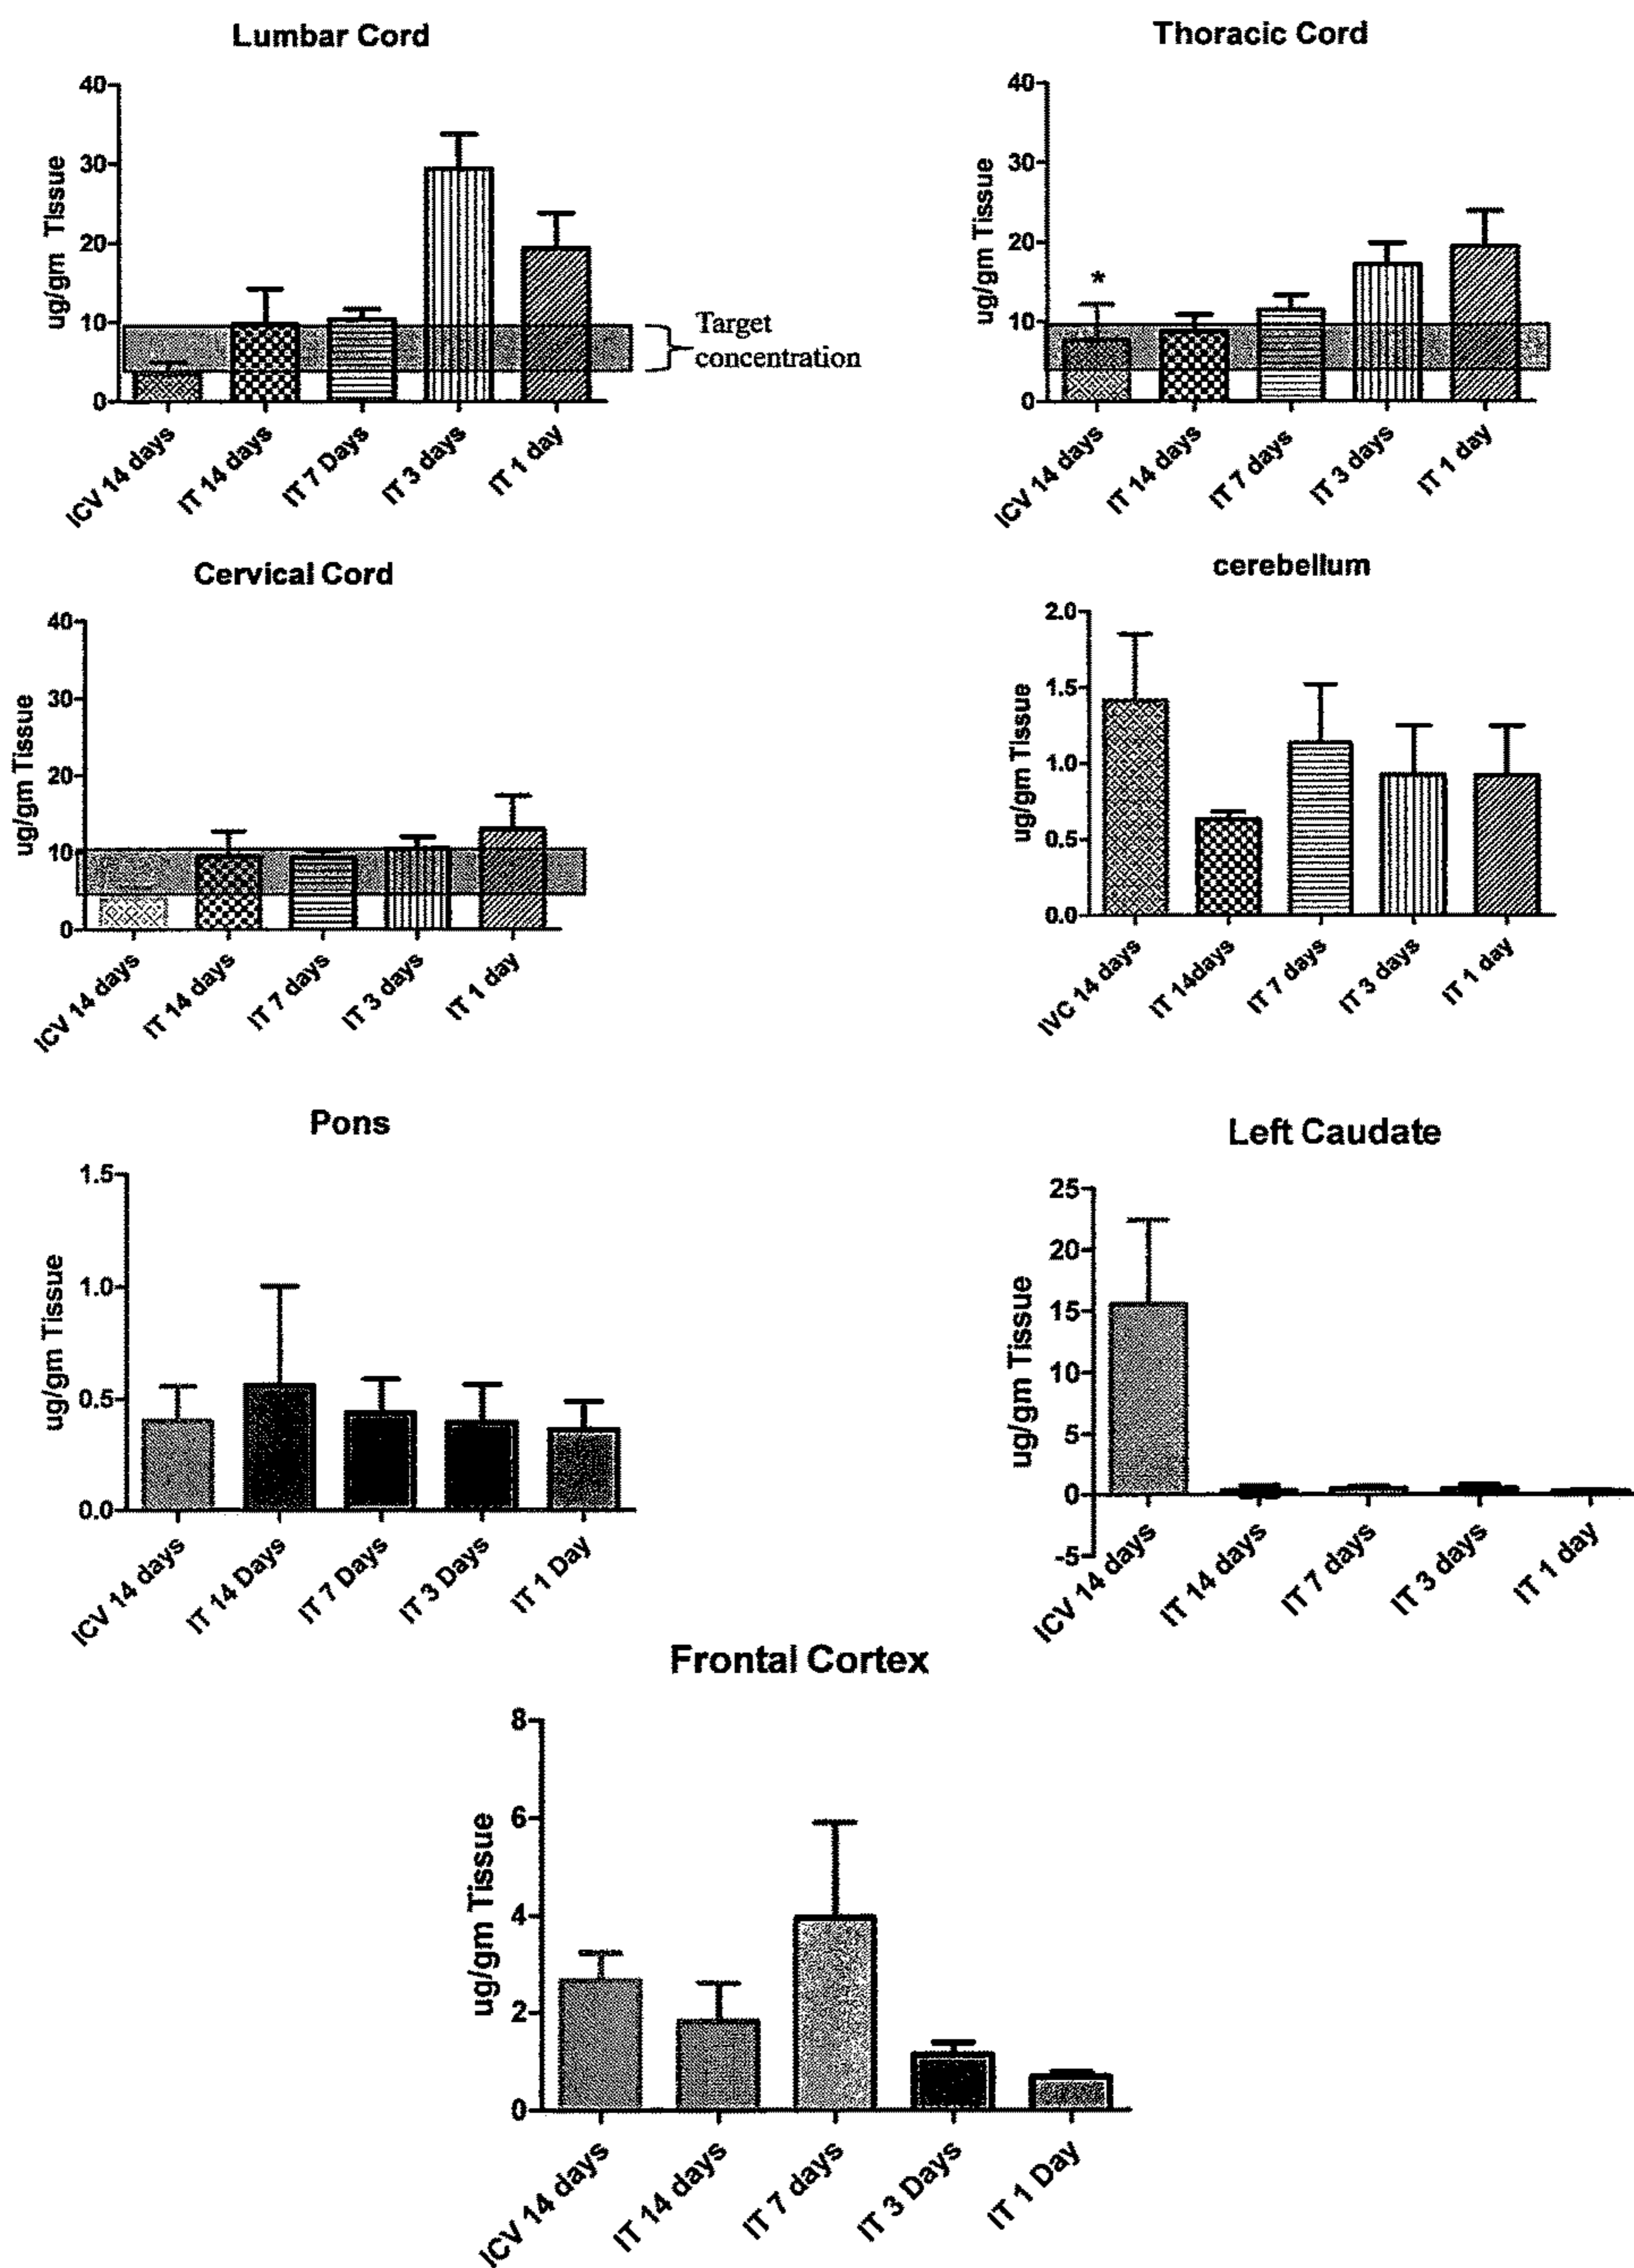 Lumbar Cord
40
30
20
10
0
ug/gm Tissue
Target
concentration
ICV 14 days
IT 14 days
IT 7 Days
IT 3 days
IT 1 day
Thoracic Cord
40
30
20
10
0
ug/gm Tissue
*
ICV 14 days
IT 14 days
IT 7 days
IT 3 days
IT 1 day
Cervical Cord
40
30
20
10
0
ug/gm Tissue
ICV 14 days
IT 14 days
IT 7 days
IT 3 days
IT 1 day
cerebellum
2.0
1.5
1.0
0.5
0.0
ug/gm Tissue
IVC 14 days
IT 14days
IT 7 days
IT 3 days
IT 1 day
Pons
1.5
1.0
0.5
0.0
ug/gm Tissue
ICV 14 days
IT 14 Days
IT 7 Days
IT 3 Days
IT 1 Day
Left Caudate
25
20
15
10
5
0
-5
ug/gm Tissue
ICV 14 days
IT 14 days
IT 7 days
IT 3 days
IT 1 day
Frontal Cortex
8
6
4
2
0
ug/gm Tissue
ICV 14 days
IT 14 days
IT 7 days
IT 3 Days
IT 1 Day